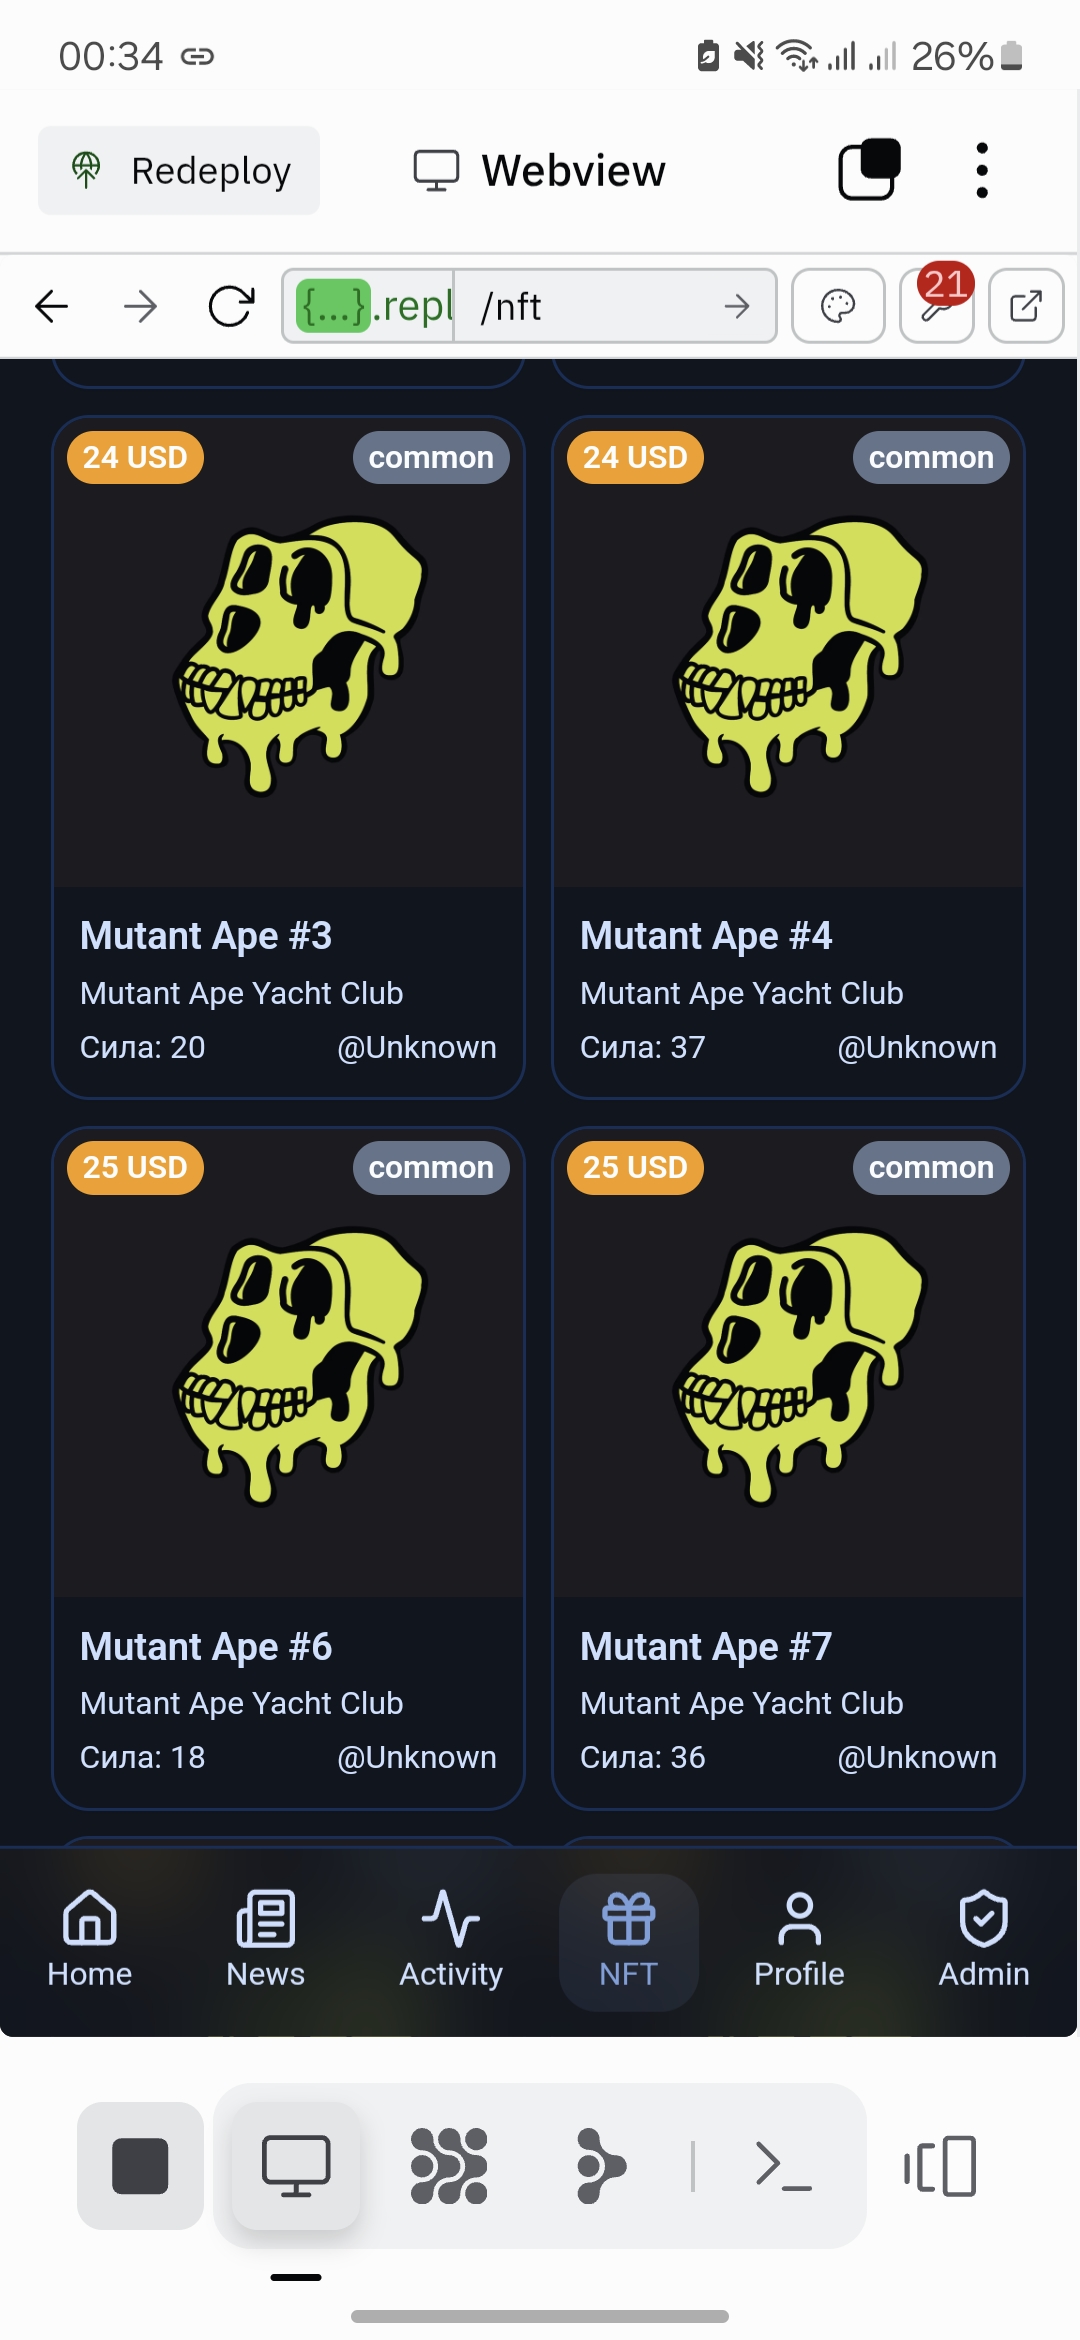 00:34 26%
Redeploy Webview
{...}.repl /nft 21
24 USD common 24 USD common
Mutant Ape #3 Mutant Ape #4
Mutant Ape Yacht Club Mutant Ape Yacht Club
Сила: 20 @Unknown Сила: 37 @Unknown
25 USD common 25 USD common
Mutant Ape #6 Mutant Ape #7
Mutant Ape Yacht Club Mutant Ape Yacht Club
Сила: 18 @Unknown Сила: 36 @Unknown
Home News Activity NFT Profile Admin